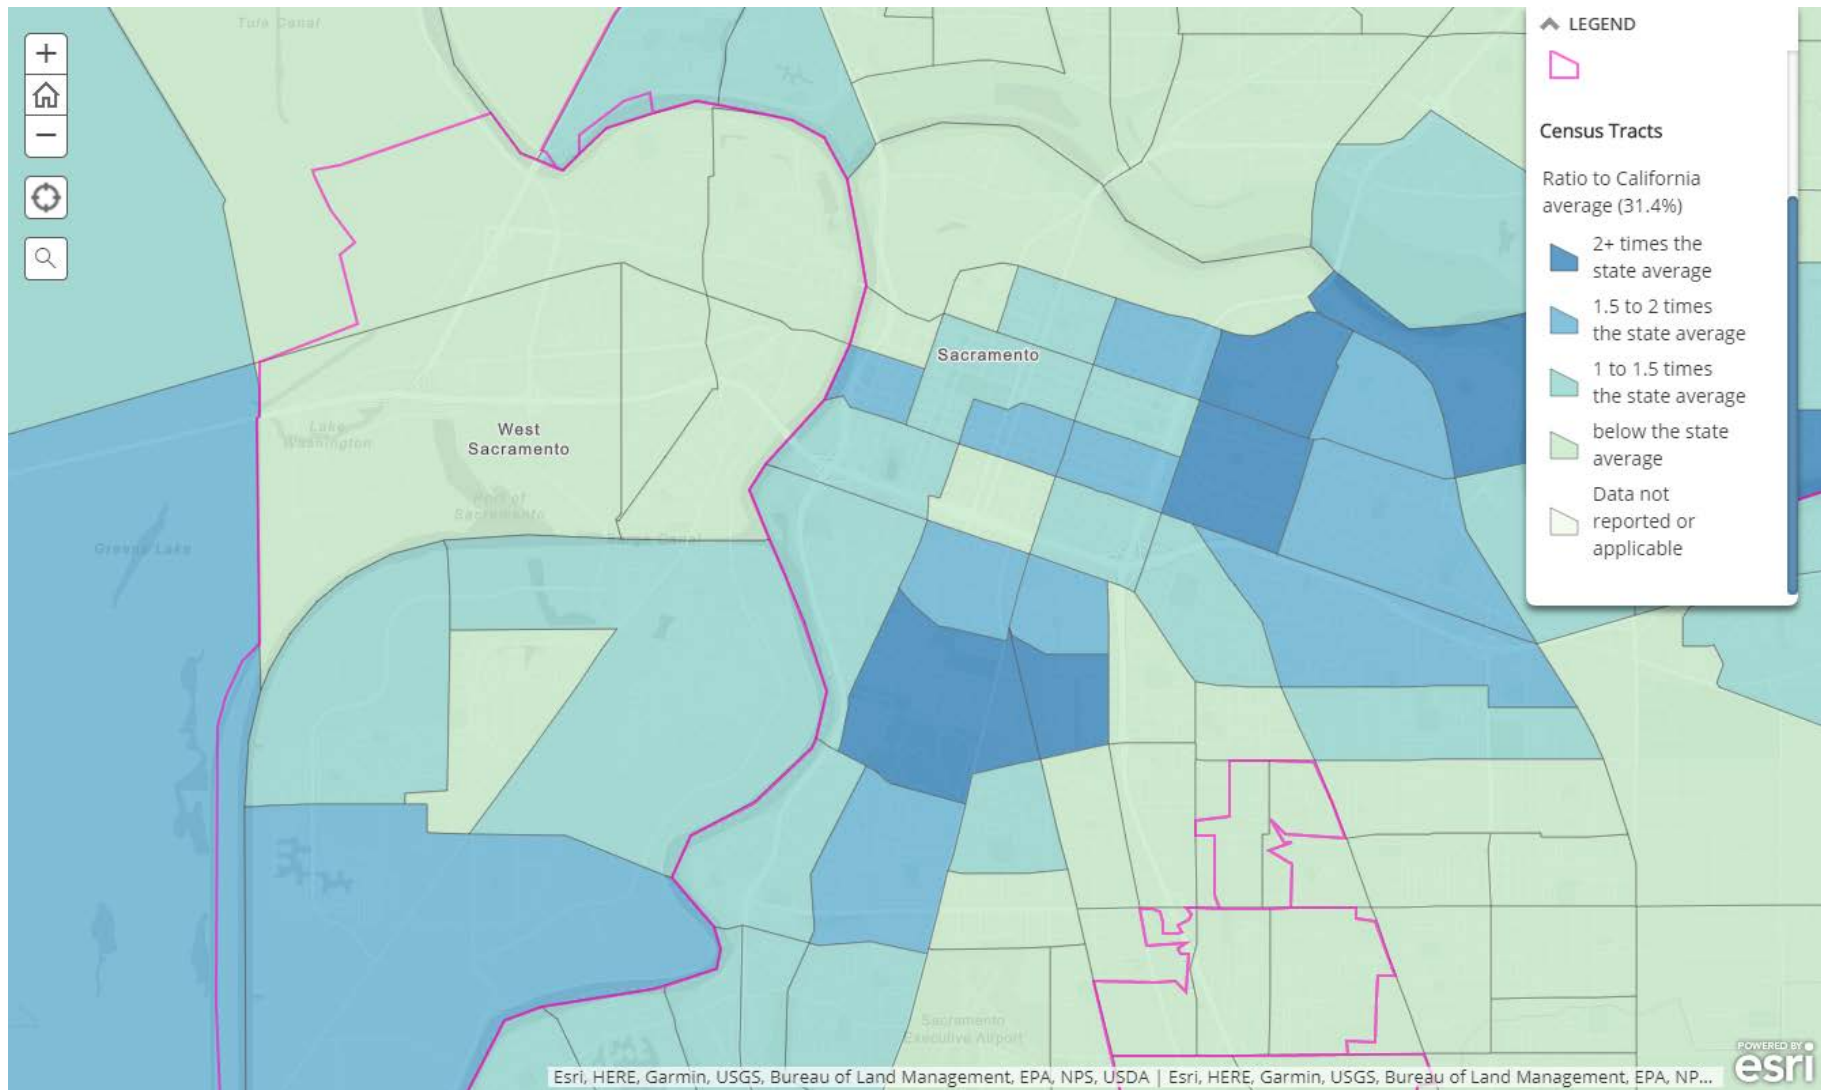 Tule Canal
LEGEND
Census Tracts
Ratio to California
average (31.4%)
2+ times the
state average
1.5 to 2 times
the state average
1 to 1.5 times
the state average
below the state
average
Data not
reported or
applicable
Sacramento
Lake
Washington
West
Sacramento
Port of
Sacramento
Greens Lake
Barge Canal
Sacramento
Executive Airport
POWERED BY
esri
Esri, HERE, Garmin, USGS, Bureau of Land Management, EPA, NPS, USDA | Esri, HERE, Garmin, USGS, Bureau of Land Management, EPA, NP...